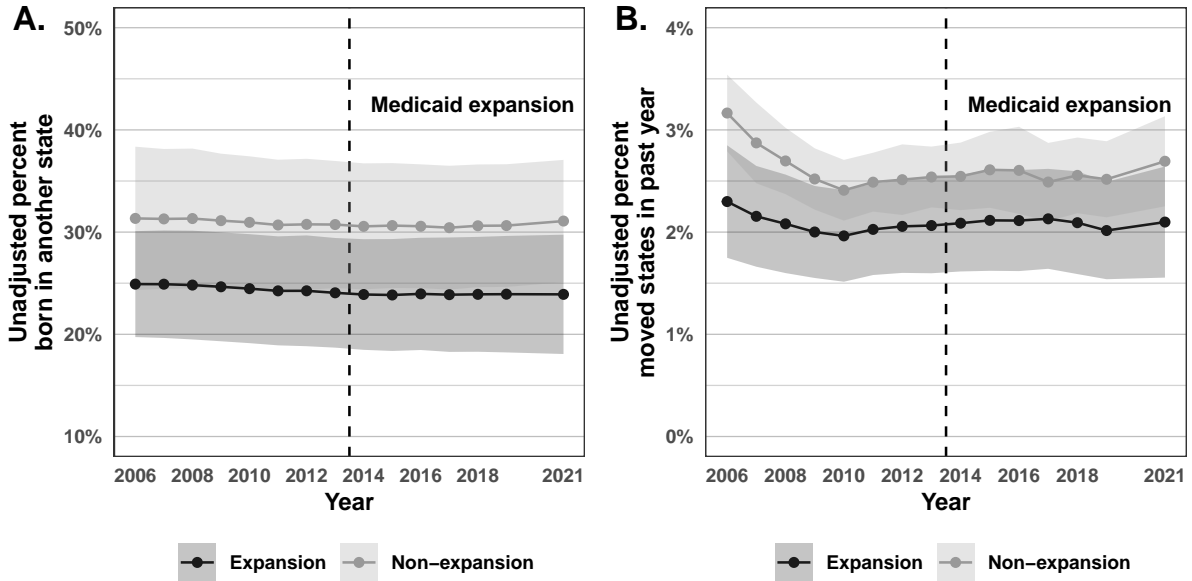 A.
Unadjusted percent
born in another state
50%
40%
30%
20%
10%
Medicaid expansion
2006 2008 2010 2012 2014 2016 2018 2021
Year
Expansion Non−expansion
B.
Unadjusted percent
moved states in past year
4%
3%
2%
1%
0%
Medicaid expansion
2006 2008 2010 2012 2014 2016 2018 2021
Year
Expansion Non−expansion